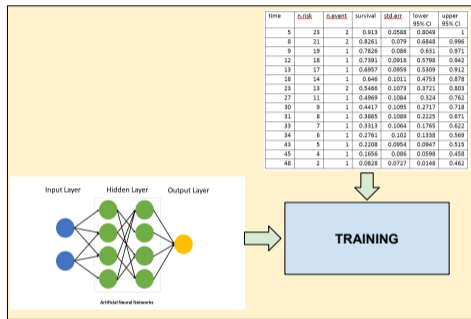 time n.risk n.event survival std.err lower 95% CI upper 95% CI
5 23 2 0.913 0.0588 0.8049 1
8 21 2 0.8261 0.079 0.6848 0.996
9 19 1 0.7826 0.086 0.631 0.971
12 18 1 0.7391 0.0916 0.5798 0.942
13 17 1 0.6957 0.0959 0.5309 0.912
18 14 1 0.646 0.1011 0.4753 0.878
23 13 2 0.5466 0.1073 0.3721 0.803
27 11 1 0.4969 0.1084 0.324 0.762
30 9 1 0.4417 0.1095 0.2717 0.718
31 8 1 0.3865 0.1089 0.2225 0.671
33 7 1 0.3313 0.1064 0.1765 0.622
34 6 1 0.2761 0.102 0.1338 0.569
43 5 1 0.2208 0.0954 0.0947 0.515
45 4 1 0.1656 0.086 0.0598 0.458
48 2 1 0.0828 0.0727 0.0148 0.462
Input Layer Hidden Layer Output Layer
TRAINING
Artificial Neural Networks